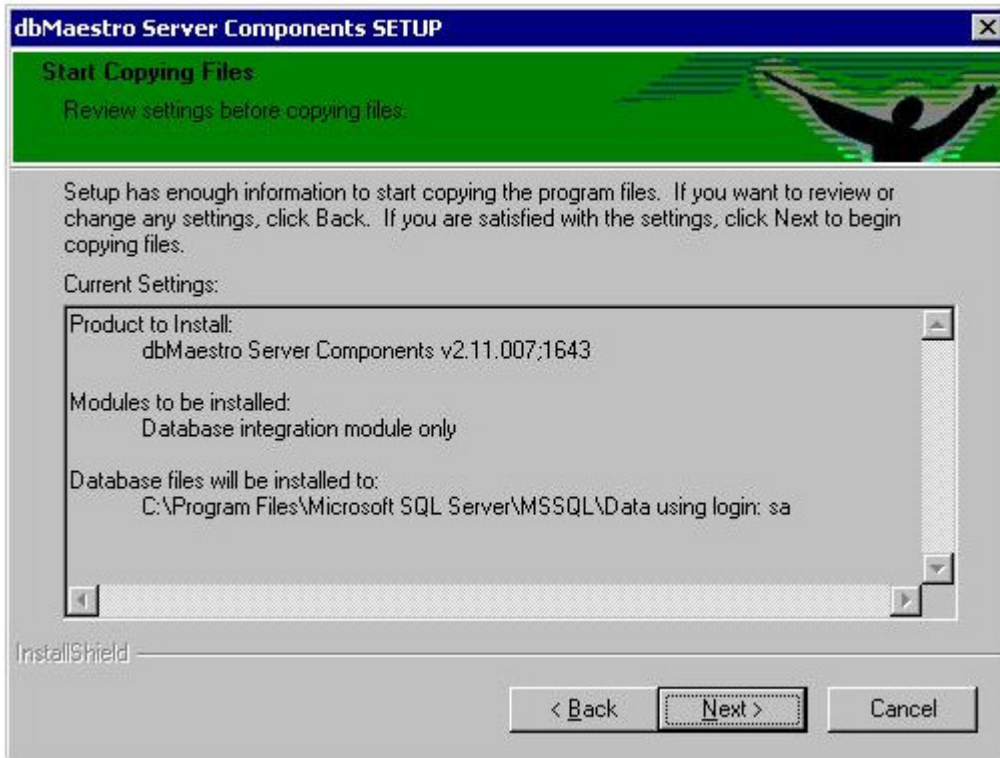 dbMaestro Server Components SETUP
Start Copying Files
Review settings before copying files.
Setup has enough information to start copying the program files. If you want to review or
change any settings, click Back. If you are satisfied with the settings, click Next to begin
copying files.
Current Settings:
Product to Install:
dbMaestro Server Components v2.11.007;1643
Modules to be installed:
Database integration module only
Database files will be installed to:
C:\Program Files\Microsoft SQL Server\MSSQL\Data using login: sa
InstallShield
< Back
Next >
Cancel